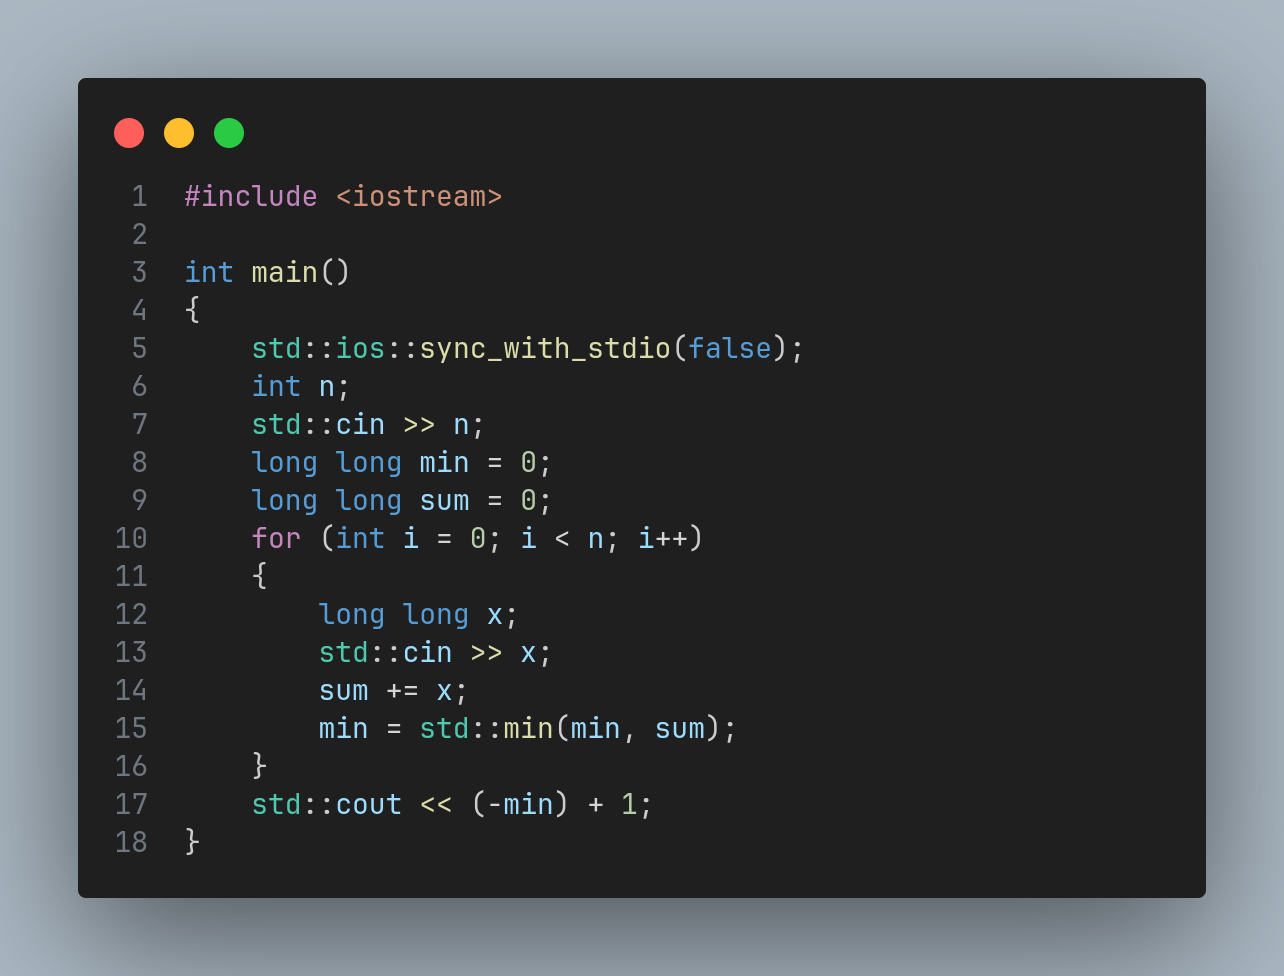 1 #include <iostream>
2
3 int main()
4 {
5     std::ios::sync_with_stdio(false);
6     int n;
7     std::cin >> n;
8     long long min = 0;
9     long long sum = 0;
10     for (int i = 0; i < n; i++)
11     {
12         long long x;
13         std::cin >> x;
14         sum += x;
15         min = std::min(min, sum);
16     }
17     std::cout << (-min) + 1;
18 }